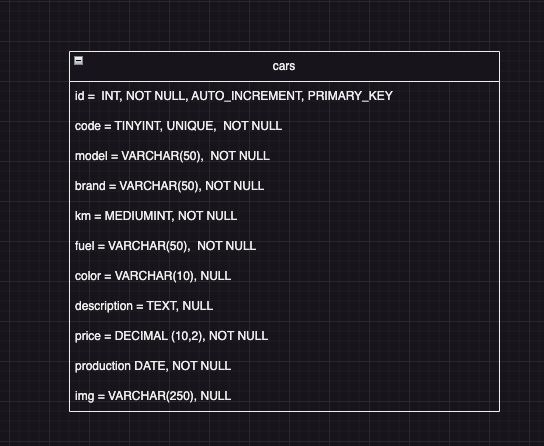 cars
id =  INT, NOT NULL, AUTO_INCREMENT, PRIMARY_KEY
code = TINYINT, UNIQUE,  NOT NULL
model = VARCHAR(50),  NOT NULL
brand = VARCHAR(50), NOT NULL
km = MEDIUMINT, NOT NULL
fuel = VARCHAR(50),  NOT NULL
color = VARCHAR(10), NULL
description = TEXT, NULL
price = DECIMAL (10,2), NOT NULL
production DATE, NOT NULL
img = VARCHAR(250), NULL